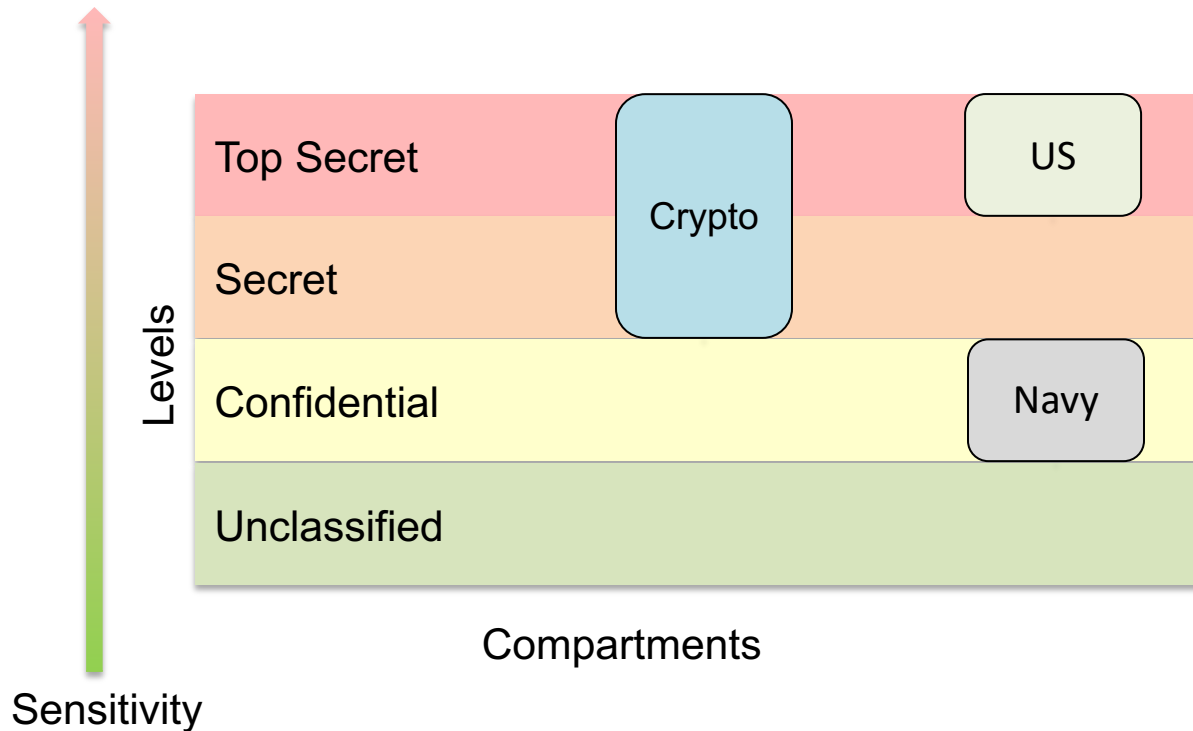 Top Secret
US
Crypto
Secret
Levels
Confidential
Navy
Unclassified
Compartments
Sensitivity